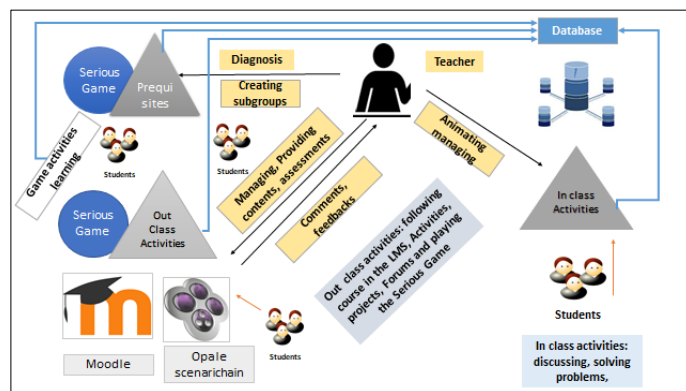 Database
Diagnosis
Teacher
Serious
Game
Prequi
sites
Creating
subgroups
Animating
managing
Students
Students
Game activities
learning
Managing, Providing
contents, assessments
Comments,
feedbacks
In class
Activities
Serious
Game
Out
Class
Activities
Out class activities: following
course in the LMS, Activities,
projects, Forums and playing
the Serious Game
m
Students
Students
Moodle
Opale
scenarichain
In class activities:
discussing, solving
problems,